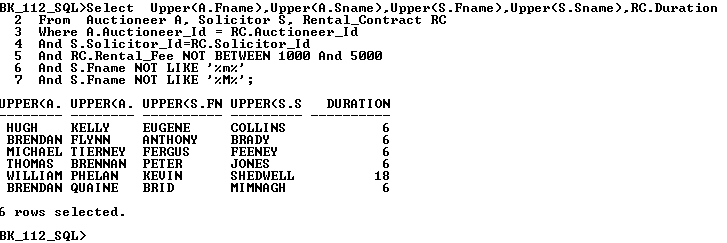 BK_112_SQL>Select  Upper(A.Fname),Upper(A.Sname),Upper(S.Fname),Upper(S.Sname),RC.Duration
  2  From  Auctioneer A, Solicitor S, Rental_Contract RC
  3  Where A.Auctioneer_Id = RC.Auctioneer_Id
  4  And S.Solicitor_Id=RC.Solicitor_Id
  5  And RC.Rental_Fee NOT BETWEEN 1000 And 5000
  6  And S.Fname NOT LIKE '%m%'
  7  And S.Fname NOT LIKE '%M%';
UPPER(A. UPPER(A. UPPER(S.FN UPPER(S.S   DURATION
-------- -------- ---------- --------- ----------
HUGH     KELLY    EUGENE     COLLINS            6
BRENDAN  FLYNN    ANTHONY    BRADY              6
MICHAEL  TIERNEY  FERGUS     FEENEY             6
THOMAS   BRENNAN  PETER      JONES              6
WILLIAM  PHELAN   KEVIN      SHEDWELL          18
BRENDAN  QUAINE   BRID       MIMNAGH            6
6 rows selected.
BK_112_SQL>